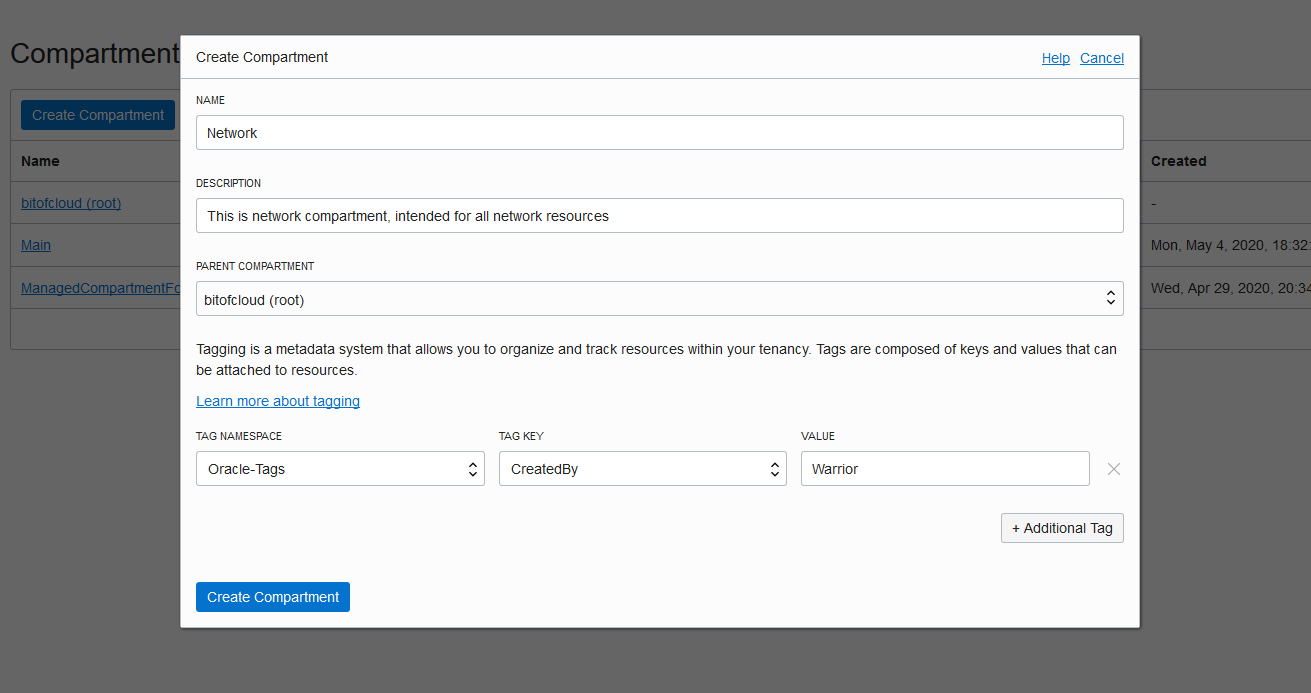 Compartment
Create Compartment
Name
Created
bitofcloud (root)
-
Main
Mon, May 4, 2020, 18:32:
ManagedCompartmentFo
Wed, Apr 29, 2020, 20:34
Create Compartment
Help Cancel
NAME
Network
DESCRIPTION
This is network compartment, intended for all network resources
PARENT COMPARTMENT
bitofcloud (root)
Tagging is a metadata system that allows you to organize and track resources within your tenancy. Tags are composed of keys and values that can
be attached to resources.
Learn more about tagging
TAG NAMESPACE TAG KEY VALUE
Oracle-Tags CreatedBy Warrior
+ Additional Tag
Create Compartment